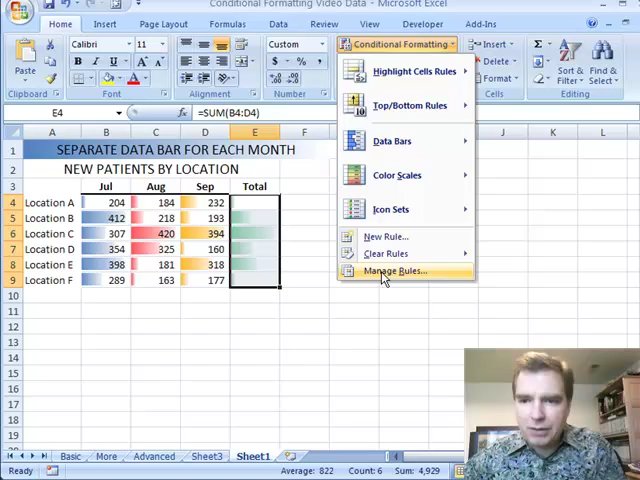 Conditional Formatting Video Data - Microsoft Excel
Home Insert Page Layout Formulas Data Review View Developer Add-Ins
Calibri 11 Custom Conditional Formatting Insert Σ
Paste B I U A A $ % , Delete Sort & Filter Find & Select
Format
Clipboard Font
E4 fx =SUM(B4:D4)
A B C D E F J K L
1 SEPARATE DATA BAR FOR EACH MONTH
2 NEW PATIENTS BY LOCATION
3 Jul Aug Sep Total
4 Location A 204 184 232
5 Location B 412 218 193
6 Location C 307 420 394
7 Location D 354 325 160
8 Location E 398 181 318
9 Location F 289 163 177
10
11
12
13
14
15
16
17
18
19
Highlight Cells Rules
Top/Bottom Rules
Data Bars
Color Scales
Icon Sets
New Rule...
Clear Rules
Manage Rules...
Basic More Advanced Sheet3 Sheet1
Ready Average: 822 Count: 6 Sum: 4,929